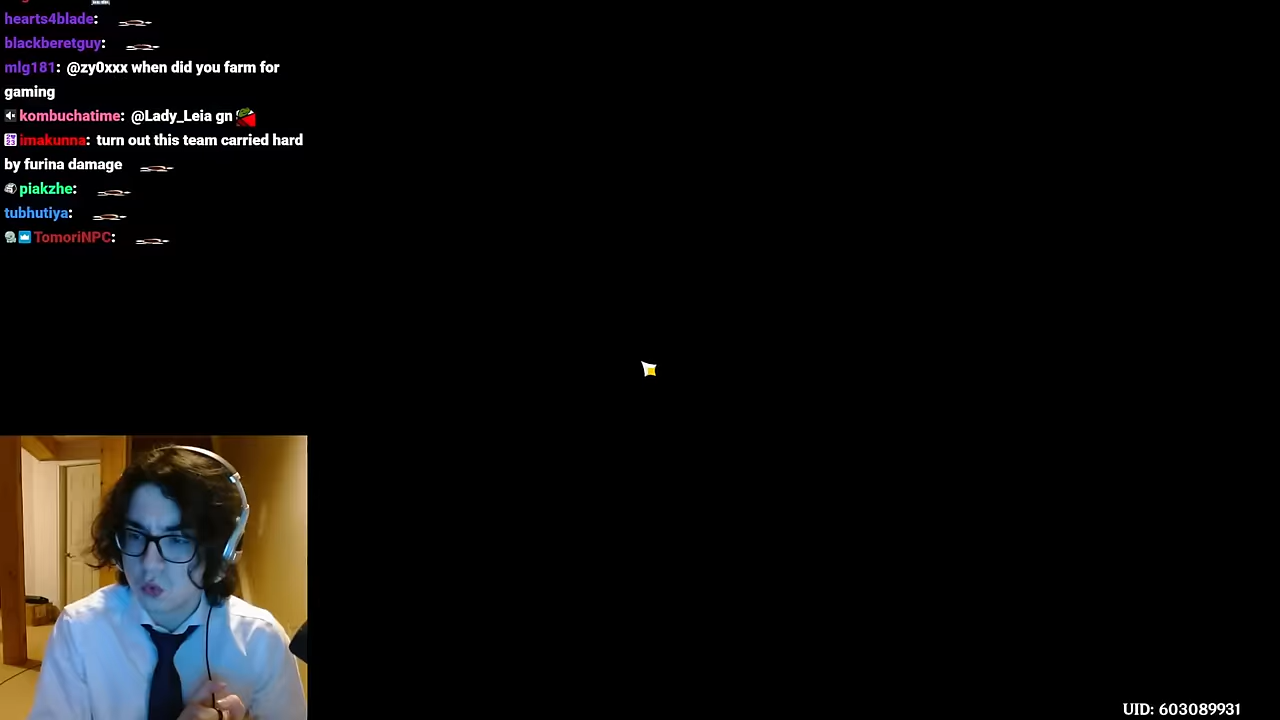 hearts4blade:
blackberetguy:
mlg181: @zy0xxx when did you farm for
gaming
kombuchatime: @Lady_Leia gn
imakunna: turn out this team carried hard
by furina damage
piakzhe:
tubhutiya:
TomoriNPC:
UID: 603089931